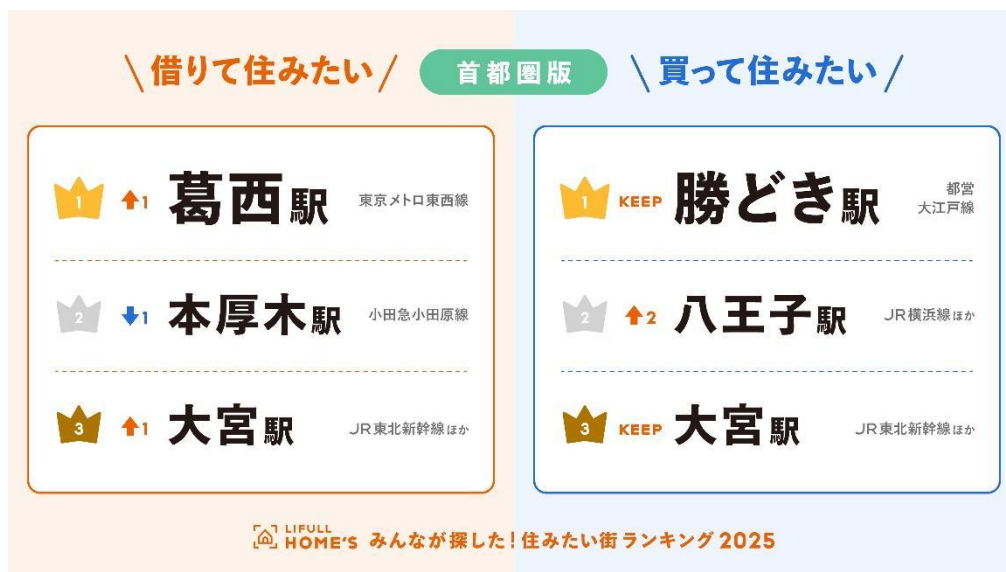 借りて住みたい
首都圏版
買って住みたい
1 ↑1 葛西駅 東京メトロ東西線
2 ↓1 本厚木駅 小田急小田原線
3 ↑1 大宮駅 JR東北新幹線ほか
1 KEEP 勝どき駅 都営
大江戸線
2 ↑2 八王子駅 JR横浜線ほか
3 KEEP 大宮駅 JR東北新幹線ほか
LIFULL
HOME'S みんなが探した!住みたい街ランキング2025